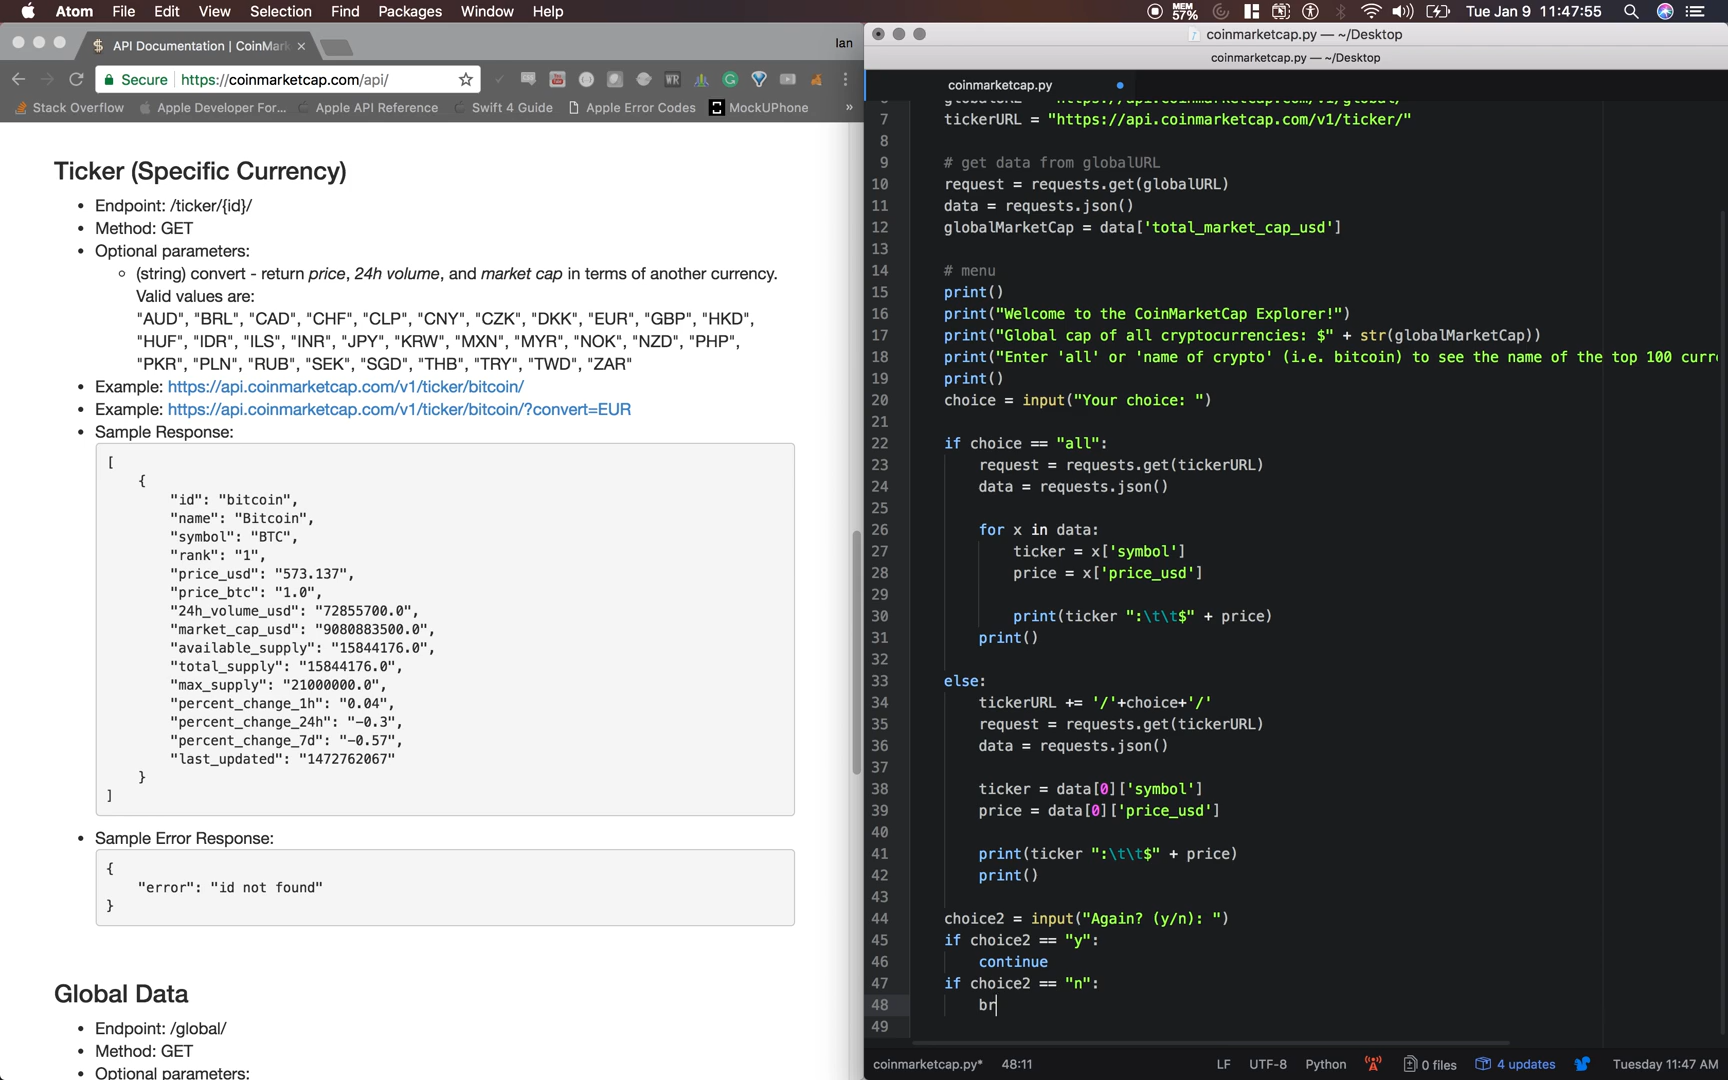 Atom File Edit View Selection Find Packages Window Help
MEM 57% Tue Jan 9 11:47:55
API Documentation | CoinMark
Ian
Secure https://coinmarketcap.com/api/
WR
Stack Overflow Apple Developer For... Apple API Reference Swift 4 Guide Apple Error Codes MockUPhone »
Ticker (Specific Currency)
• Endpoint: /ticker/{id}/
• Method: GET
• Optional parameters:
(string) convert - return price, 24h volume, and market cap in terms of another currency.
Valid values are:
"AUD", "BRL", "CAD", "CHF", "CLP", "CNY", "CZK", "DKK", "EUR", "GBP", "HKD",
"HUF", "IDR", "ILS", "INR", "JPY", "KRW", "MXN", "MYR", "NOK", "NZD", "PHP",
"PKR", "PLN", "RUB", "SEK", "SGD", "THB", "TRY", "TWD", "ZAR"
• Example: https://api.coinmarketcap.com/v1/ticker/bitcoin/
• Example: https://api.coinmarketcap.com/v1/ticker/bitcoin/?convert=EUR
• Sample Response:
[
{
"id": "bitcoin",
"name": "Bitcoin",
"symbol": "BTC",
"rank": "1",
"price_usd": "573.137",
"price_btc": "1.0",
"24h_volume_usd": "72855700.0",
"market_cap_usd": "9080883500.0",
"available_supply": "15844176.0",
"total_supply": "15844176.0",
"max_supply": "21000000.0",
"percent_change_1h": "0.04",
"percent_change_24h": "-0.3",
"percent_change_7d": "-0.57",
"last_updated": "1472762067"
}
]
• Sample Error Response:
{
"error": "id not found"
}
Global Data
• Endpoint: /global/
• Method: GET
• Optional parameters:
coinmarketcap.py — ~/Desktop
coinmarketcap.py — ~/Desktop
coinmarketcap.py
6 globalURL = "https://api.coinmarketcap.com/v1/global/"
7 tickerURL = "https://api.coinmarketcap.com/v1/ticker/"
8
9 # get data from globalURL
10 request = requests.get(globalURL)
11 data = requests.json()
12 globalMarketCap = data['total_market_cap_usd']
13
14 # menu
15 print()
16 print("Welcome to the CoinMarketCap Explorer!")
17 print("Global cap of all cryptocurrencies: $" + str(globalMarketCap))
18 print("Enter 'all' or 'name of crypto' (i.e. bitcoin) to see the name of the top 100 curr
19 print()
20 choice = input("Your choice: ")
21
22 if choice == "all":
23 request = requests.get(tickerURL)
24 data = requests.json()
25
26 for x in data:
27 ticker = x['symbol']
28 price = x['price_usd']
29
30 print(ticker ":\t\t$" + price)
31 print()
32
33 else:
34 tickerURL += '/'+choice+'/'
35 request = requests.get(tickerURL)
36 data = requests.json()
37
38 ticker = data[0]['symbol']
39 price = data[0]['price_usd']
40
41 print(ticker ":\t\t$" + price)
42 print()
43
44 choice2 = input("Again? (y/n): ")
45 if choice2 == "y":
46 continue
47 if choice2 == "n":
48 br
49
coinmarketcap.py* 48:11 LF UTF-8 Python 0 files 4 updates Tuesday 11:47 AM